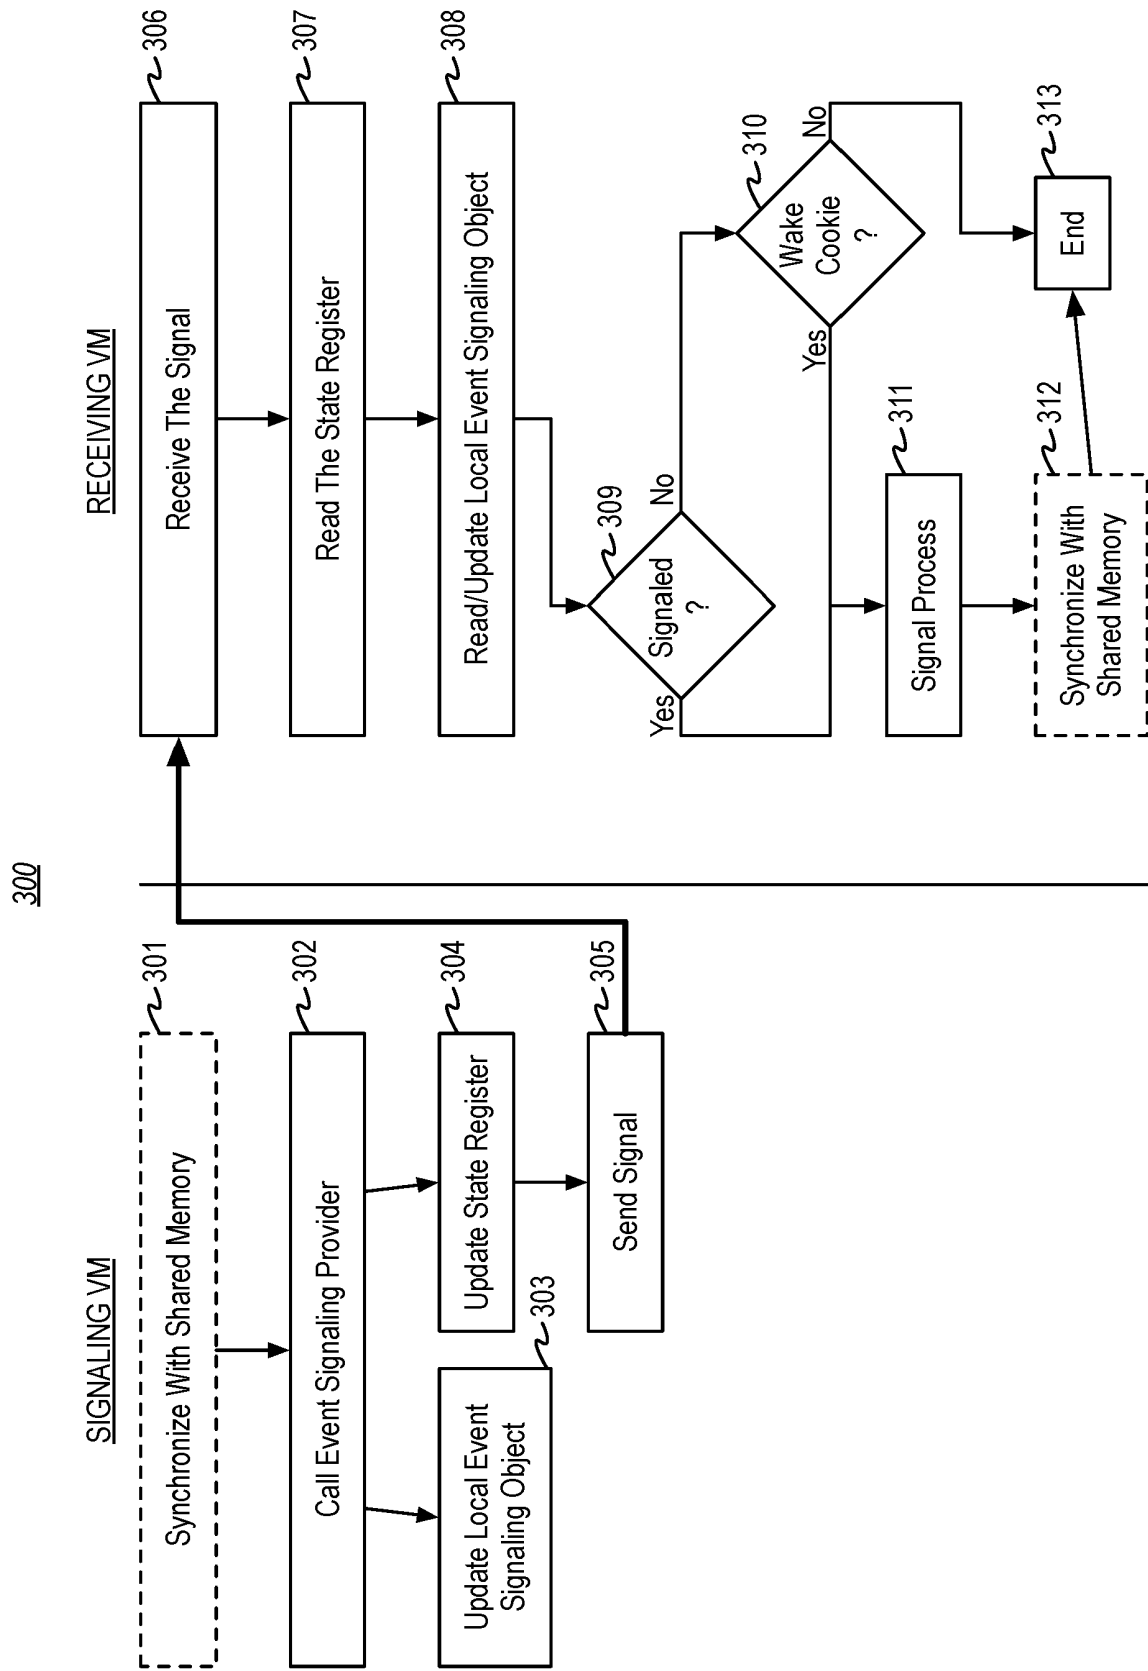 300
SIGNALING VM
Synchronize With Shared Memory
301
Call Event Signaling Provider
302
Update Local Event
Signaling Object
303
Update State Register
304
Send Signal
305
RECEIVING VM
Receive The Signal
306
Read The State Register
307
Read/Update Local Event Signaling Object
308
Signaled
?
309
Yes
No
Wake
Cookie
?
310
Yes
No
Signal Process
311
Synchronize With
Shared Memory
312
End
313